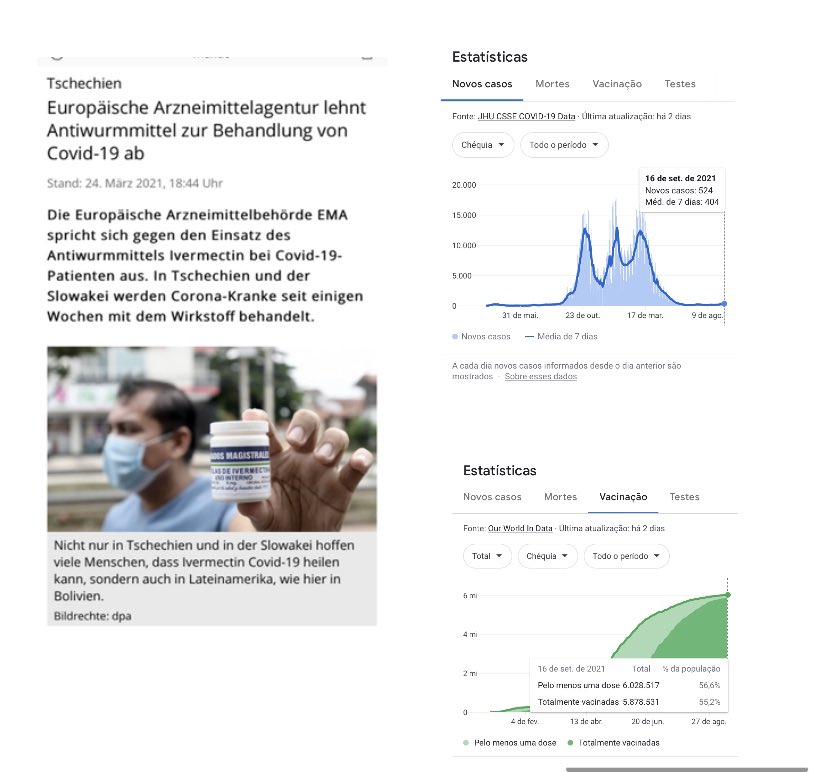 Tschechien
Europäische Arzneimittelagentur lehnt
Antiwurmmittel zur Behandlung von
Covid-19 ab
Stand: 24. März 2021, 18:44 Uhr
Die Europäische Arzneimittelbehörde EMA
spricht sich gegen den Einsatz des
Antiwurmmittels Ivermectin bei Covid-19-
Patienten aus. In Tschechien und der
Slowakei werden Corona-Kranke seit einigen
Wochen mit dem Wirkstoff behandelt.
MAGISTRALES
DE IVERMECTIN
Nicht nur in Tschechien und in der Slowakei hoffen
viele Menschen, dass Ivermectin Covid-19 heilen
kann, sondern auch in Lateinamerika, wie hier in
Bolivien.
Bildrechte: dpa
Estatísticas
Novos casos Mortes Vacinação Testes
Fonte: JHU CSSE COVID-19 Data · Última atualização: há 2 dias
Chéquia Todo o período
16 de set. de 2021
Novos casos: 524
Méd. de 7 dias: 404
20.000
15.000
10.000
5.000
0
31 de mai. 23 de out. 17 de mar. 9 de ago.
Novos casos Média de 7 dias
A cada dia novos casos informados desde o dia anterior são
mostrados · Sobre esses dados
Estatísticas
Novos casos Mortes Vacinação Testes
Fonte: Our World In Data · Última atualização: há 2 dias
Total Chéquia Todo o período
6 mi
4 mi
2 mi
0
16 de set. de 2021 Total % da população
Pelo menos uma dose 6.028.517 56,6%
Totalmente vacinadas 5.878.531 55,2%
4 de fev. 13 de abr. 20 de jun. 27 de ago.
Pelo menos uma dose Totalmente vacinadas